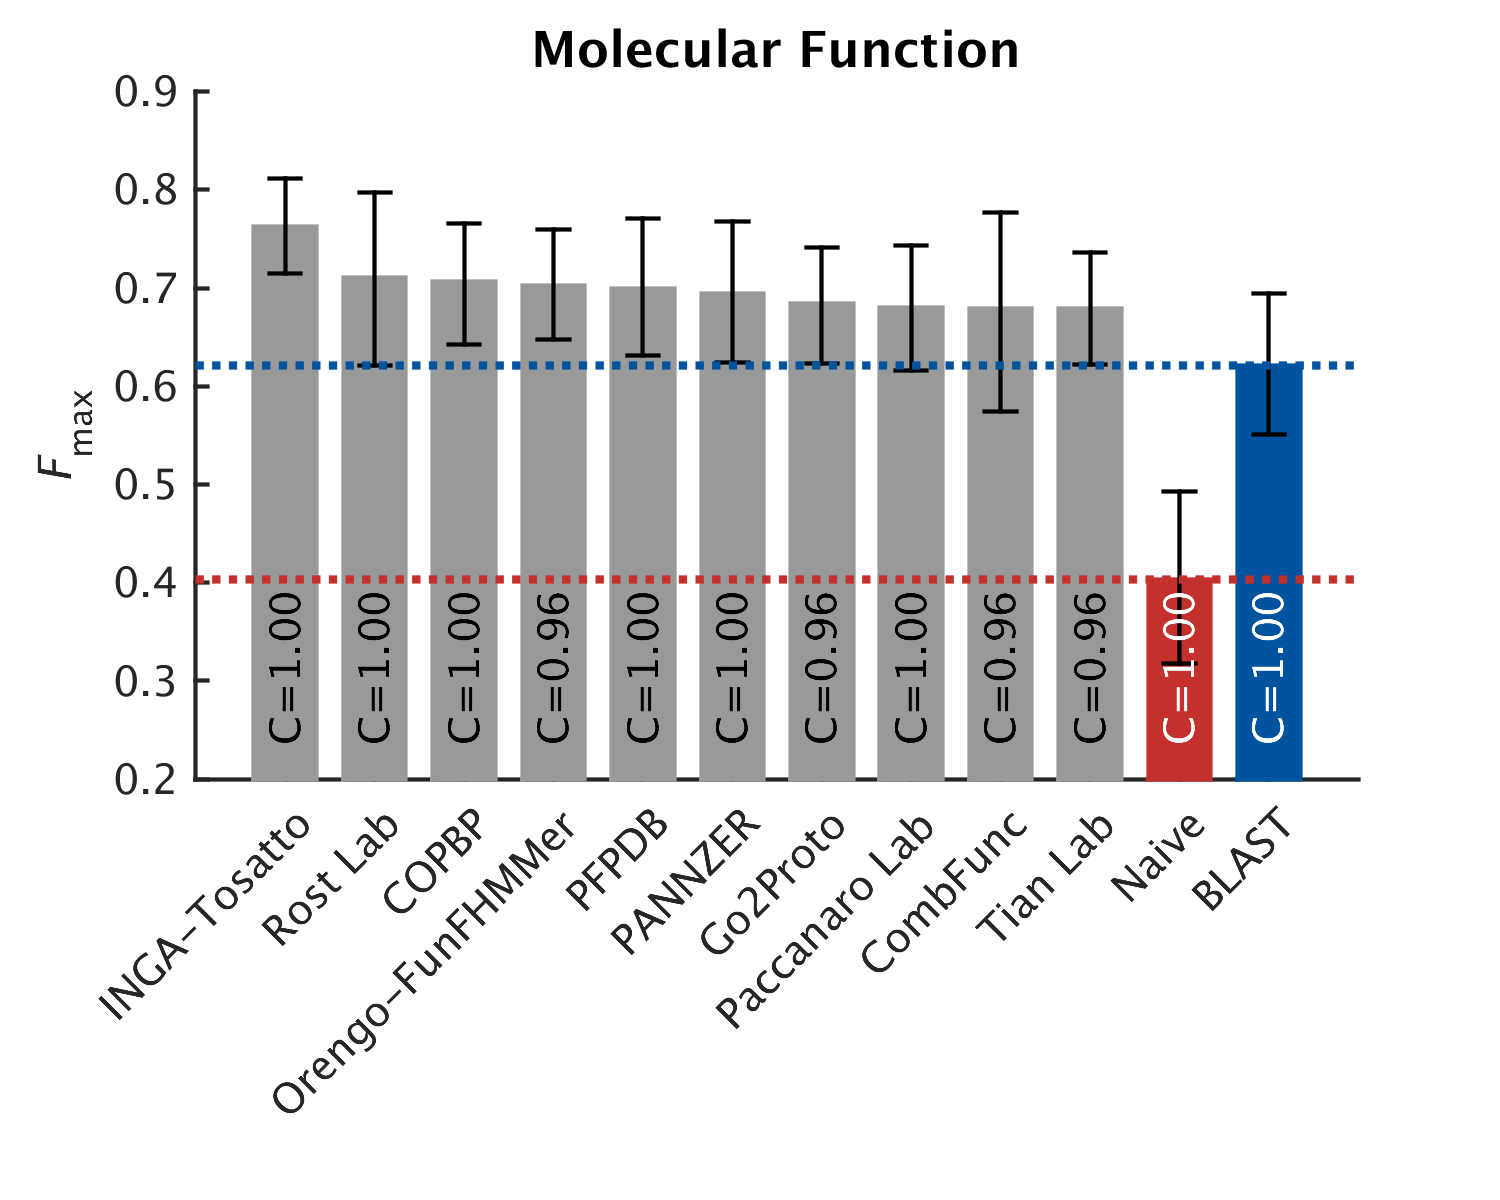 Molecular Function
0.9
0.8
0.7
0.6
0.5
0.4
0.3
0.2
Fmax
C=1.00
C=1.00
C=1.00
C=0.96
C=1.00
C=1.00
C=0.96
C=1.00
C=0.96
C=0.96
C=1.00
C=1.00
INGA–Tosatto
Rost Lab
COPBP
Orengo–FunFHMMer
PFPDB
PANNZER
Go2Proto
Paccanaro Lab
CombFunc
Tian Lab
Naive
BLAST